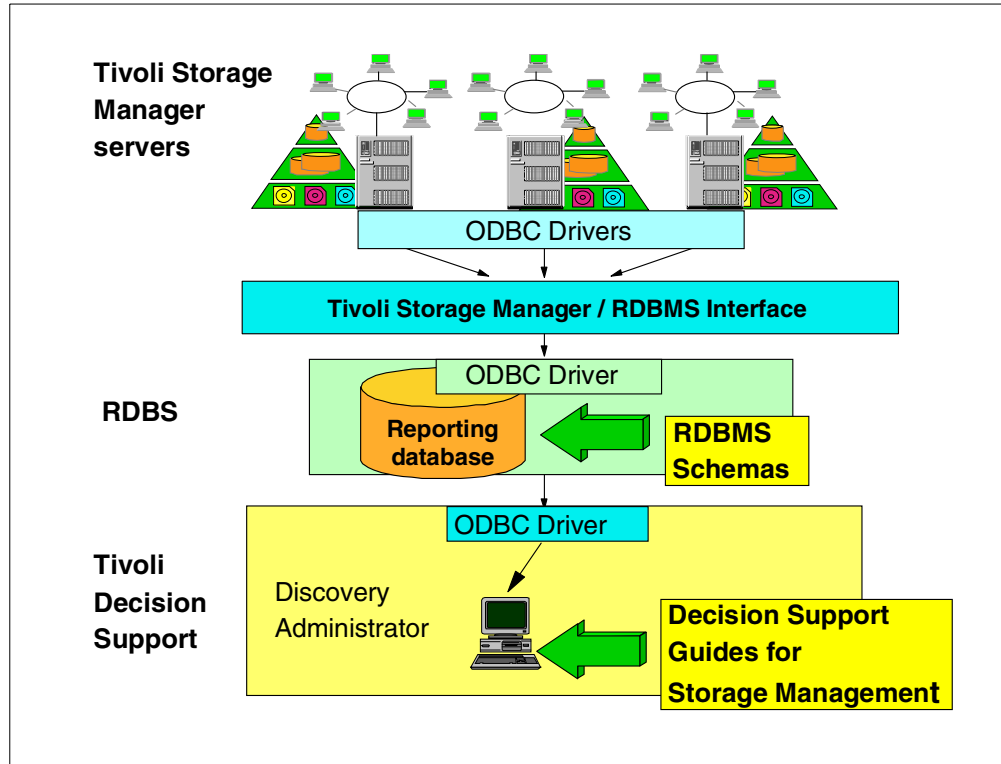 Tivoli Storage
Manager
servers
ODBC Drivers
Tivoli Storage Manager / RDBMS Interface
ODBC Driver
RDBS
Reporting
database
RDBMS
Schemas
ODBC Driver
Tivoli
Decision
Support
Discovery
Administrator
Decision Support
Guides for
Storage Management